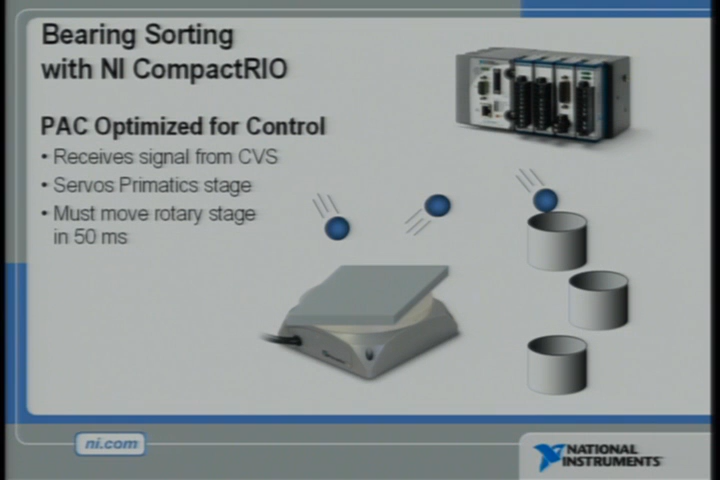 Bearing Sorting
with NI CompactRIO
PAC Optimized for Control
• Receives signal from CVS
• Servos Primatics stage
• Must move rotary stage
in 50 ms
ni.com
NATIONAL
INSTRUMENTS